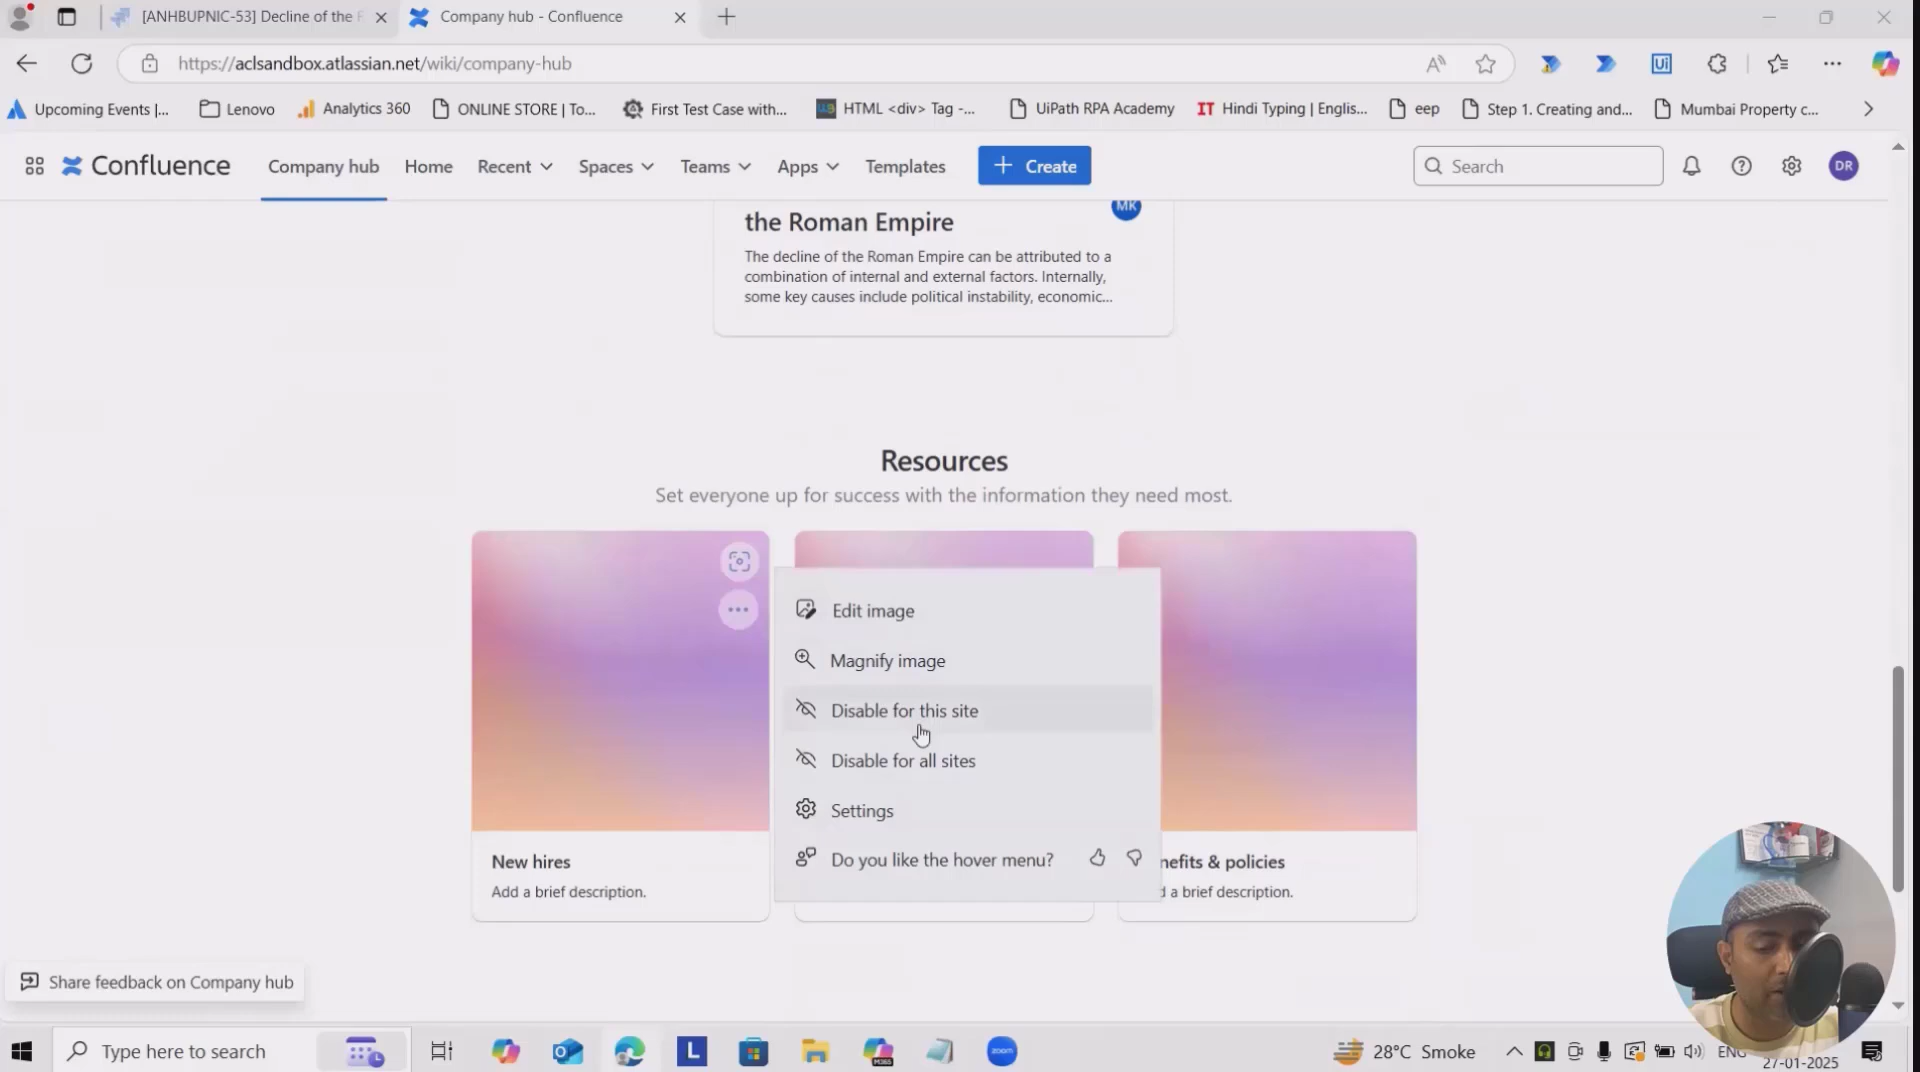 [ANHBUPNIC-53] Decline of the
Company hub - Confluence
https://aclsandbox.atlassian.net/wiki/company-hub
Upcoming Events |...
Lenovo
Analytics 360
ONLINE STORE | To...
First Test Case with...
HTML <div> Tag -...
UiPath RPA Academy
IT Hindi Typing | Englis...
eep
Step 1. Creating and...
Mumbai Property c...
Confluence
Company hub
Home
Recent
Spaces
Teams
Apps
Templates
+ Create
Search
DR
MK
the Roman Empire
The decline of the Roman Empire can be attributed to a
combination of internal and external factors. Internally,
some key causes include political instability, economic...
Resources
Set everyone up for success with the information they need most.
Edit image
Magnify image
Disable for this site
Disable for all sites
Settings
Do you like the hover menu?
New hires
Add a brief description.
nefits & policies
d a brief description.
Share feedback on Company hub
Type here to search
L
M365
zoom
28°C Smoke
ENG
27-01-2025